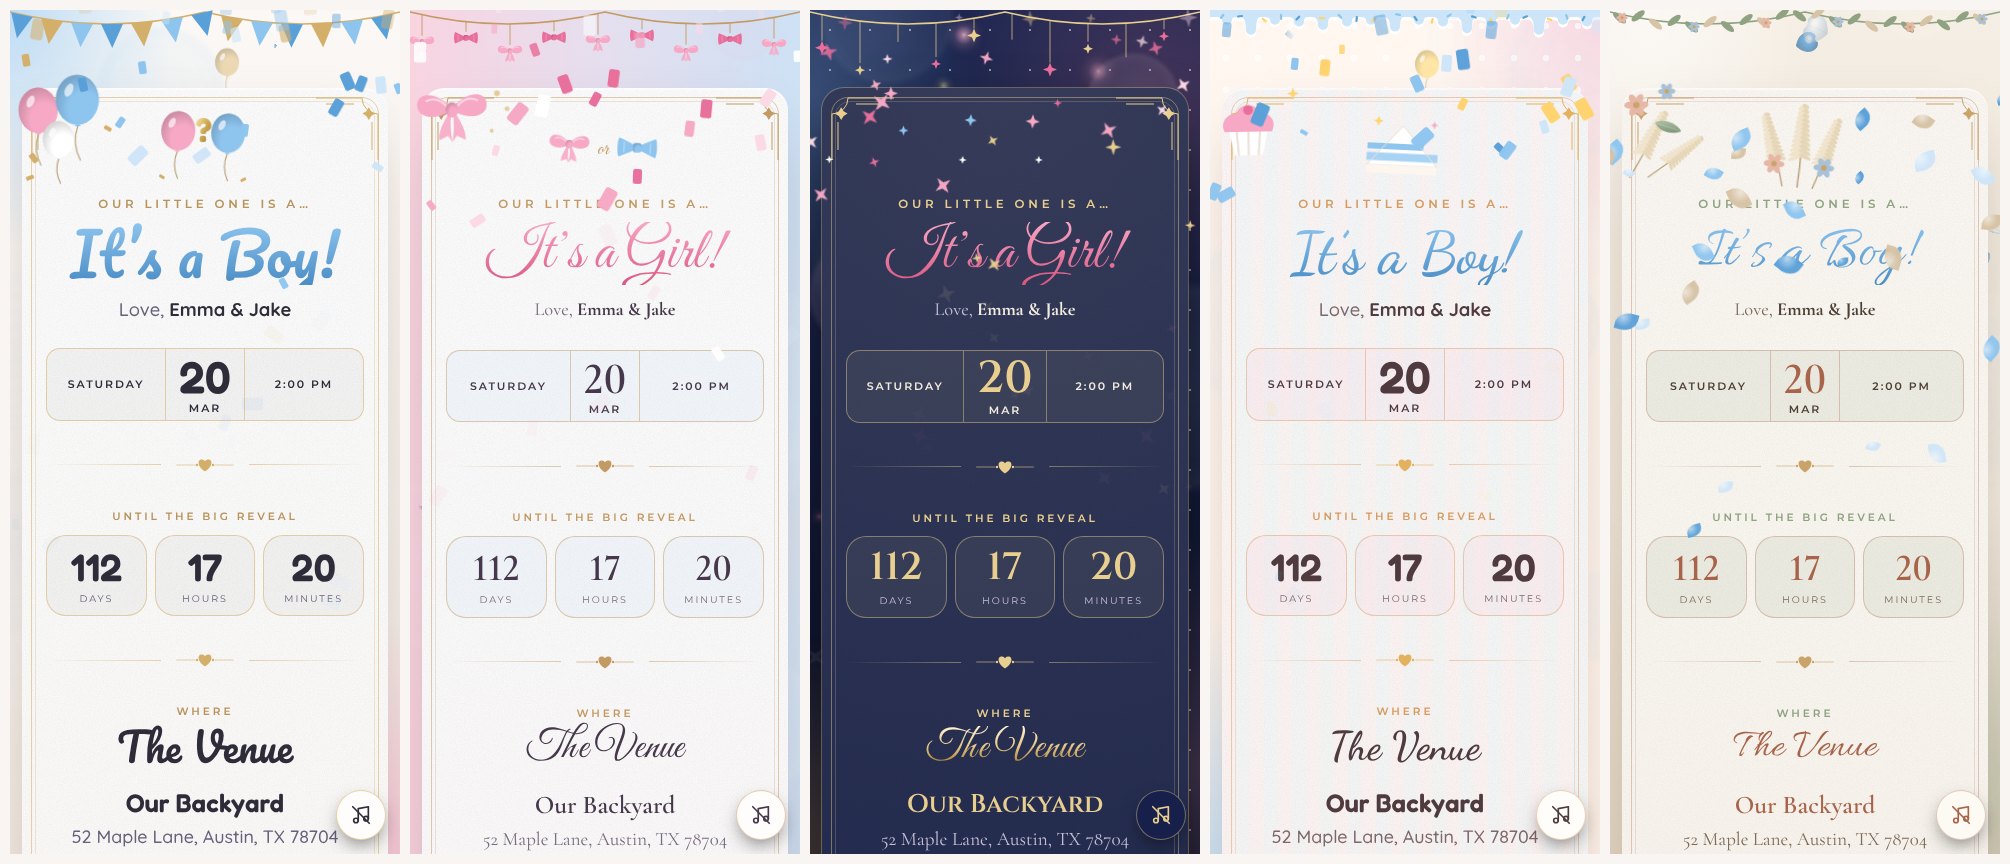 ?
OUR LITTLE ONE IS A...
It's a Boy!
Love, Emma & Jake
SATURDAY
20
MAR
2:00 PM
UNTIL THE BIG REVEAL
112
DAYS
17
HOURS
20
MINUTES
WHERE
The Venue
Our Backyard
52 Maple Lane, Austin, TX 78704
or
OUR LITTLE ONE IS A...
It's a Girl!
Love, Emma & Jake
SATURDAY
20
MAR
2:00 PM
UNTIL THE BIG REVEAL
112
DAYS
17
HOURS
20
MINUTES
WHERE
The Venue
Our Backyard
52 Maple Lane, Austin, TX 78704
OUR LITTLE ONE IS A...
It's a Girl!
Love, Emma & Jake
SATURDAY
20
MAR
2:00 PM
UNTIL THE BIG REVEAL
112
DAYS
17
HOURS
20
MINUTES
WHERE
The Venue
Our Backyard
52 Maple Lane, Austin, TX 78704
OUR LITTLE ONE IS A...
It's a Boy!
Love, Emma & Jake
SATURDAY
20
MAR
2:00 PM
UNTIL THE BIG REVEAL
112
DAYS
17
HOURS
20
MINUTES
WHERE
The Venue
Our Backyard
52 Maple Lane, Austin, TX 78704
OUR LITTLE ONE IS A...
It's a Boy!
Love, Emma & Jake
SATURDAY
20
MAR
2:00 PM
UNTIL THE BIG REVEAL
112
DAYS
17
HOURS
20
MINUTES
WHERE
The Venue
Our Backyard
52 Maple Lane, Austin, TX 78704